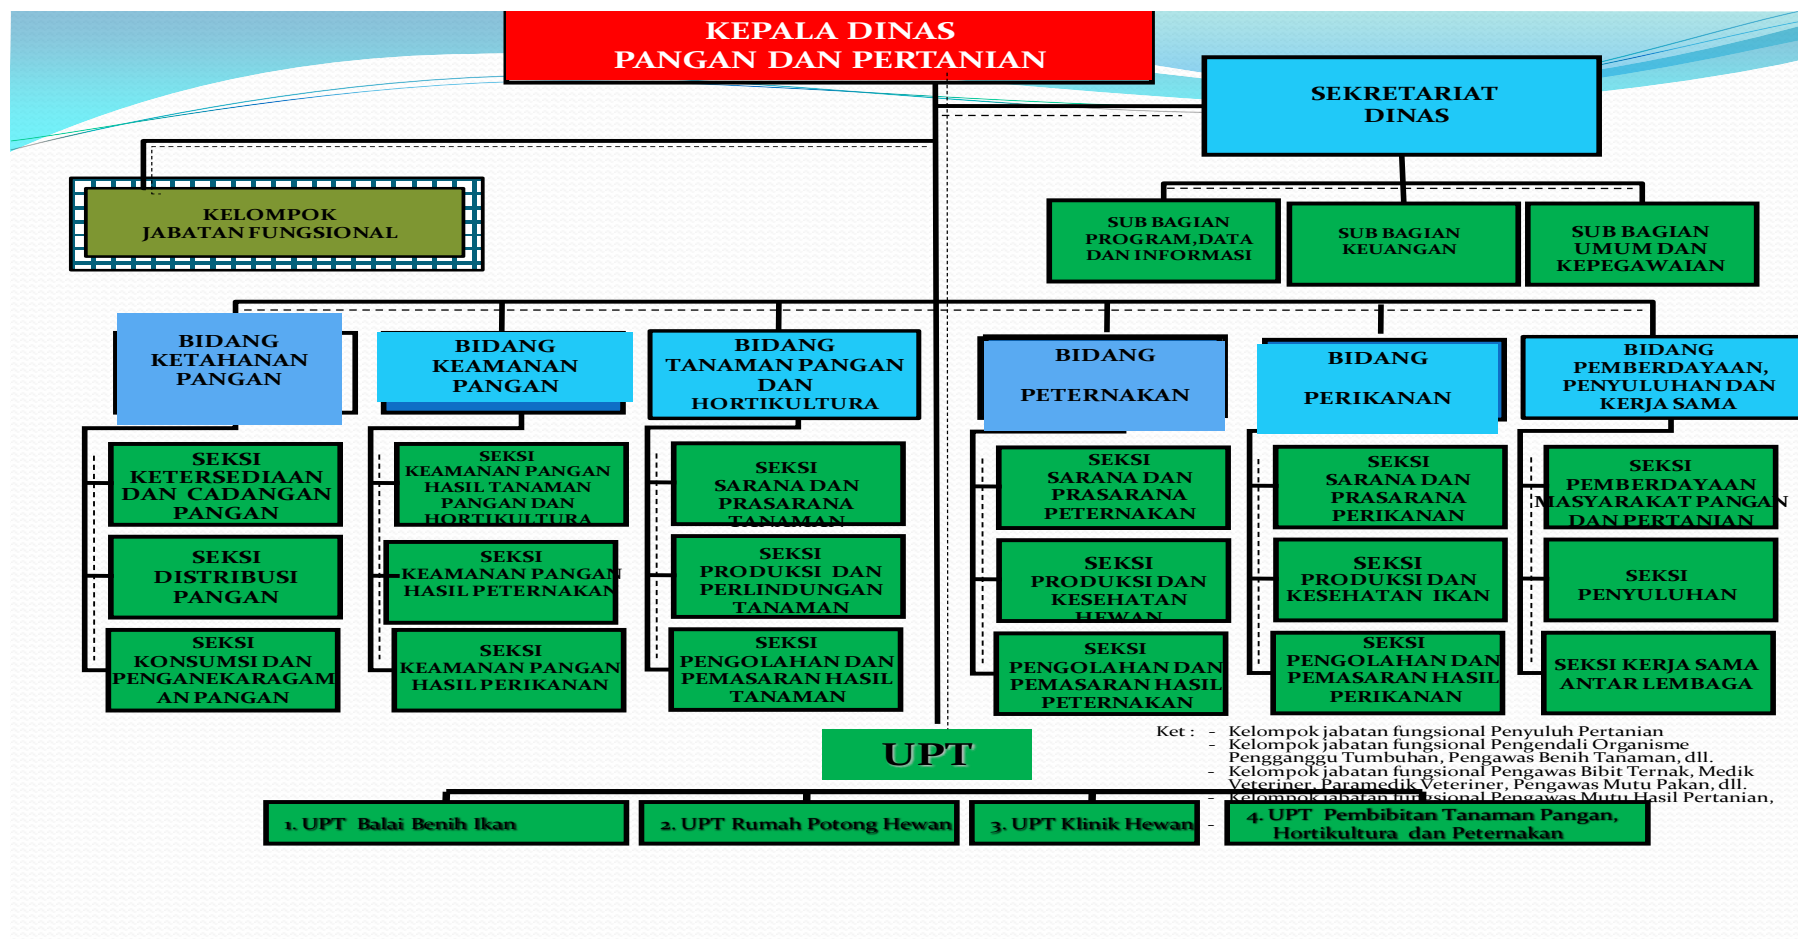 KEPALA DINAS
PANGAN DAN PERTANIAN
SEKRETARIAT
DINAS
KELOMPOK
JABATAN FUNGSIONAL
SUB BAGIAN
PROGRAM,DATA
DAN INFORMASI
SUB BAGIAN
KEUANGAN
SUB BAGIAN
UMUM DAN
KEPEGAWAIAN
BIDANG
KETAHANAN
PANGAN
BIDANG
KEAMANAN
PANGAN
BIDANG
TANAMAN PANGAN
DAN
HORTIKULTURA
BIDANG
PETERNAKAN
BIDANG
PERIKANAN
BIDANG
PEMBERDAYAAN,
PENYULUHAN DAN
KERJA SAMA
SEKSI
KETERSEDIAAN
DAN CADANGAN
PANGAN
SEKSI
DISTRIBUSI
PANGAN
SEKSI
KONSUMSI DAN
PENGANEKARAGAM
AN PANGAN
SEKSI
KEAMANAN PANGAN
HASIL TANAMAN
PANGAN DAN
HORTIKULTURA
SEKSI
KEAMANAN PANGAN
HASIL PETERNAKAN
SEKSI
KEAMANAN PANGAN
HASIL PERIKANAN
SEKSI
SARANA DAN
PRASARANA
TANAMAN
SEKSI
PRODUKSI DAN
PERLINDUNGAN
TANAMAN
SEKSI
PENGOLAHAN DAN
PEMASARAN HASIL
TANAMAN
SEKSI
SARANA DAN
PRASARANA
PETERNAKAN
SEKSI
PRODUKSI DAN
KESEHATAN
HEWAN
SEKSI
PENGOLAHAN DAN
PEMASARAN HASIL
PETERNAKAN
SEKSI
SARANA DAN
PRASARANA
PERIKANAN
SEKSI
PRODUKSI DAN
KESEHATAN IKAN
SEKSI
PENGOLAHAN DAN
PEMASARAN HASIL
PERIKANAN
SEKSI
PEMBERDAYAAN
MASYARAKAT PANGAN
DAN PERTANIAN
SEKSI
PENYULUHAN
SEKSI KERJA SAMA
ANTAR LEMBAGA
UPT
Ket : - Kelompok jabatan fungsional Penyuluh Pertanian
- Kelompok jabatan fungsional Pengendali Organisme
Pengganggu Tumbuhan, Pengawas Benih Tanaman, dll.
- Kelompok jabatan fungsional Pengawas Bibit Ternak, Medik
Veteriner, Paramedik Veteriner, Pengawas Mutu Pakan, dll.
- Kelompok jabatan fungsional Pengawas Mutu Hasil Pertanian,
-
1. UPT Balai Benih Ikan
2. UPT Rumah Potong Hewan
3. UPT Klinik Hewan
4. UPT Pembibitan Tanaman Pangan,
Hortikultura dan Peternakan